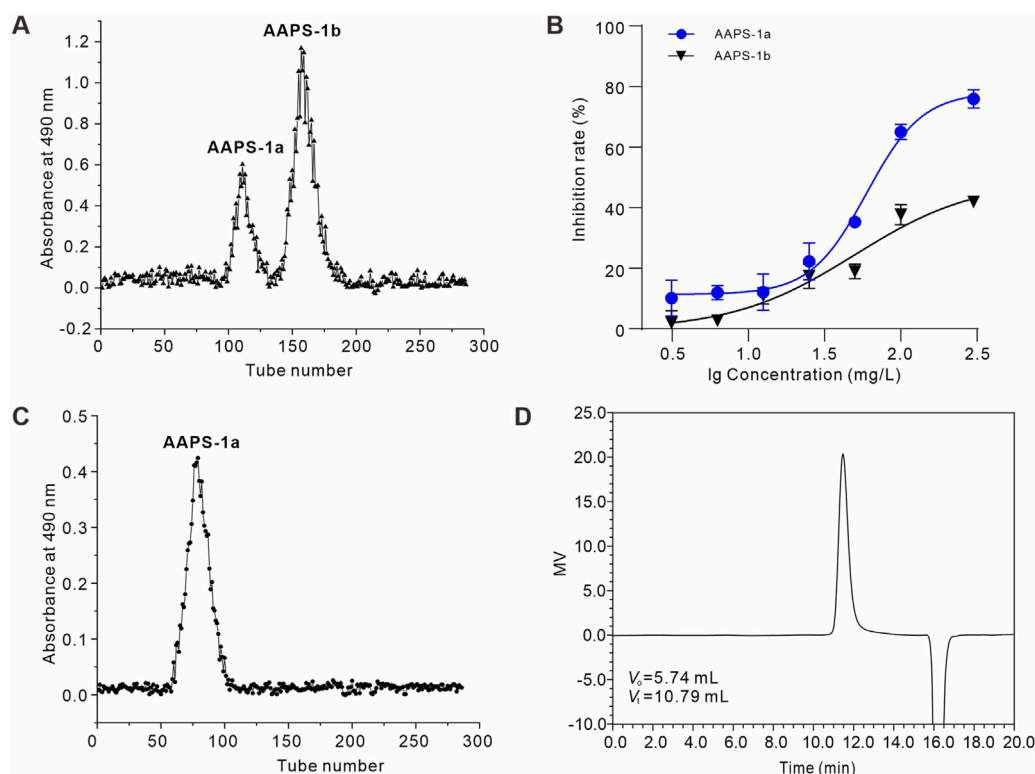 A
AAPS-1b
AAPS-1a
Absorbance at 490 nm
1.2
1.0
0.8
0.6
0.4
0.2
0.0
-0.2
0 50 100 150 200 250 300
Tube number
B
AAPS-1a
AAPS-1b
Inhibition rate (%)
100
80
60
40
20
0
0.5 1.0 1.5 2.0 2.5
lg Concentration (mg/L)
C
AAPS-1a
Absorbance at 490 nm
0.5
0.4
0.3
0.2
0.1
0.0
0 50 100 150 200 250 300
Tube number
D
MV
25.0
20.0
15.0
10.0
5.0
0.0
-5.0
-10.0
Vo=5.74 mL
Vt=10.79 mL
0.0 2.0 4.0 6.0 8.0 10.0 12.0 14.0 16.0 18.0 20.0
Time (min)